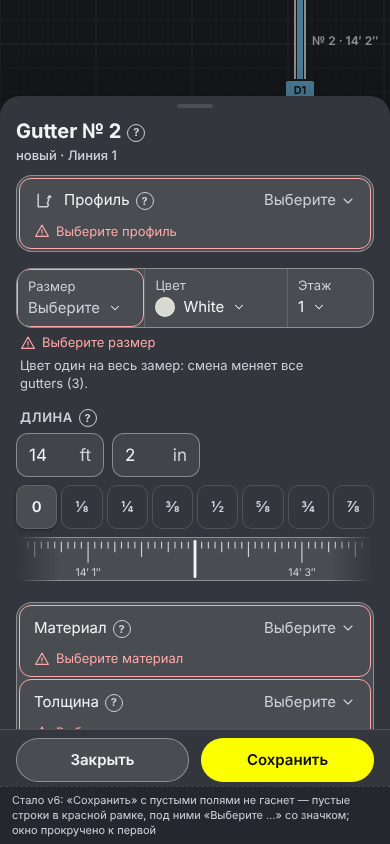 № 2 · 14′ 2″
D1
Gutter № 2 ?
новый · Линия 1
Профиль ? Выберите
Выберите профиль
Размер Цвет Этаж
Выберите White 1
Выберите размер
Цвет один на весь замер: смена меняет все
gutters (3).
ДЛИНА ?
14 ft 2 in
0 ⅛ ¼ ⅜ ½ ⅝ ¾ ⅞
14′ 1″ 14′ 3″
Материал ? Выберите
Выберите материал
Толщина ? Выберите
Закрыть Сохранить
Стало v6: «Сохранить» с пустыми полями не гаснет — пустые
строки в красной рамке, под ними «Выберите ...» со значком;
окно прокручено к первой